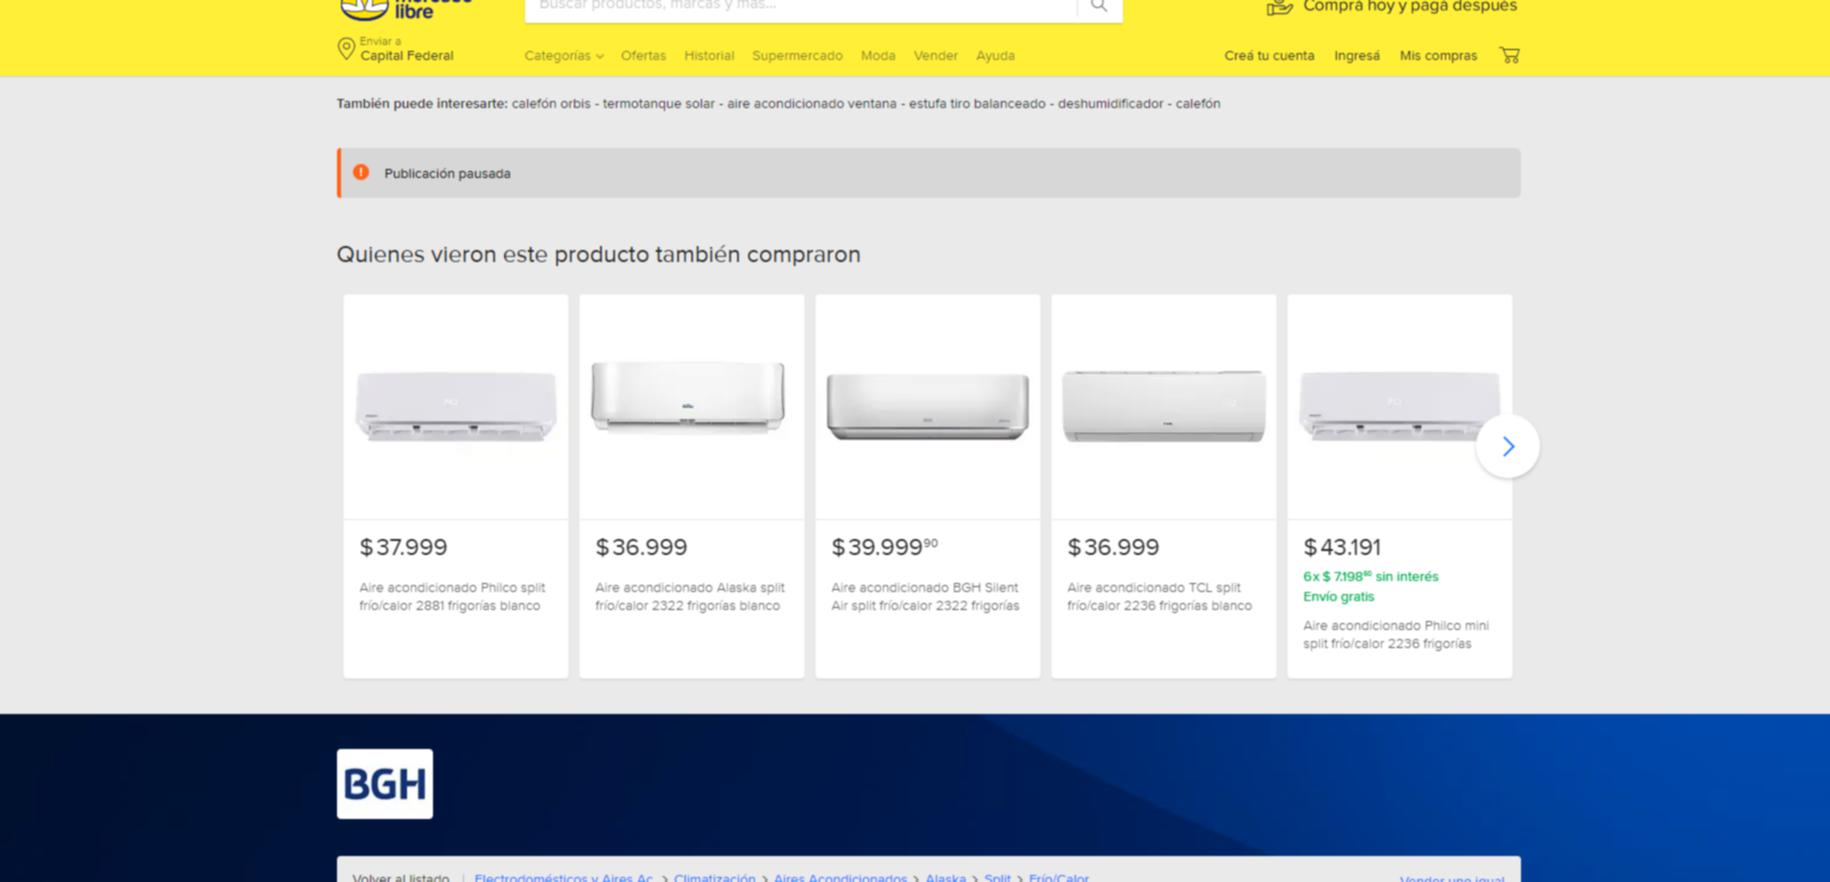 mercado
libre
Buscar productos, marcas y más...
Comprá hoy y pagá después
Enviar a
Capital Federal
Categorías Ofertas Historial Supermercado Moda Vender Ayuda
Creá tu cuenta Ingresá Mis compras
También puede interesarte: calefón orbis - termotanque solar - aire acondicionado ventana - estufa tiro balanceado - deshumidificador - calefón
Publicación pausada
Quienes vieron este producto también compraron
$ 37.999
Aire acondicionado Philco split
frío/calor 2881 frigorías blanco
$ 36.999
Aire acondicionado Alaska split
frío/calor 2322 frigorías blanco
$ 39.999 90
Aire acondicionado BGH Silent
Air split frío/calor 2322 frigorías
$ 36.999
Aire acondicionado TCL split
frío/calor 2236 frigorías blanco
$ 43.191
6x $ 7.198 sin interés
Envío gratis
Aire acondicionado Philco mini
split frío/calor 2236 frigorías
BGH
Volver al listado | Electrodomésticos y Aires Ac. > Climatización > Aires Acondicionados > Alaska > Split > Frío/Calor
Vender uno igual